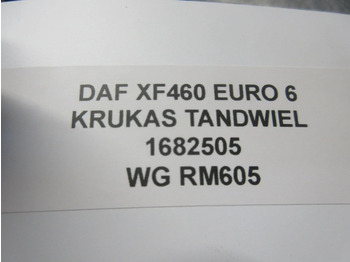 DAF XF460 EURO 6
KRUKAS TANDWIEL
1682505
WG RM605